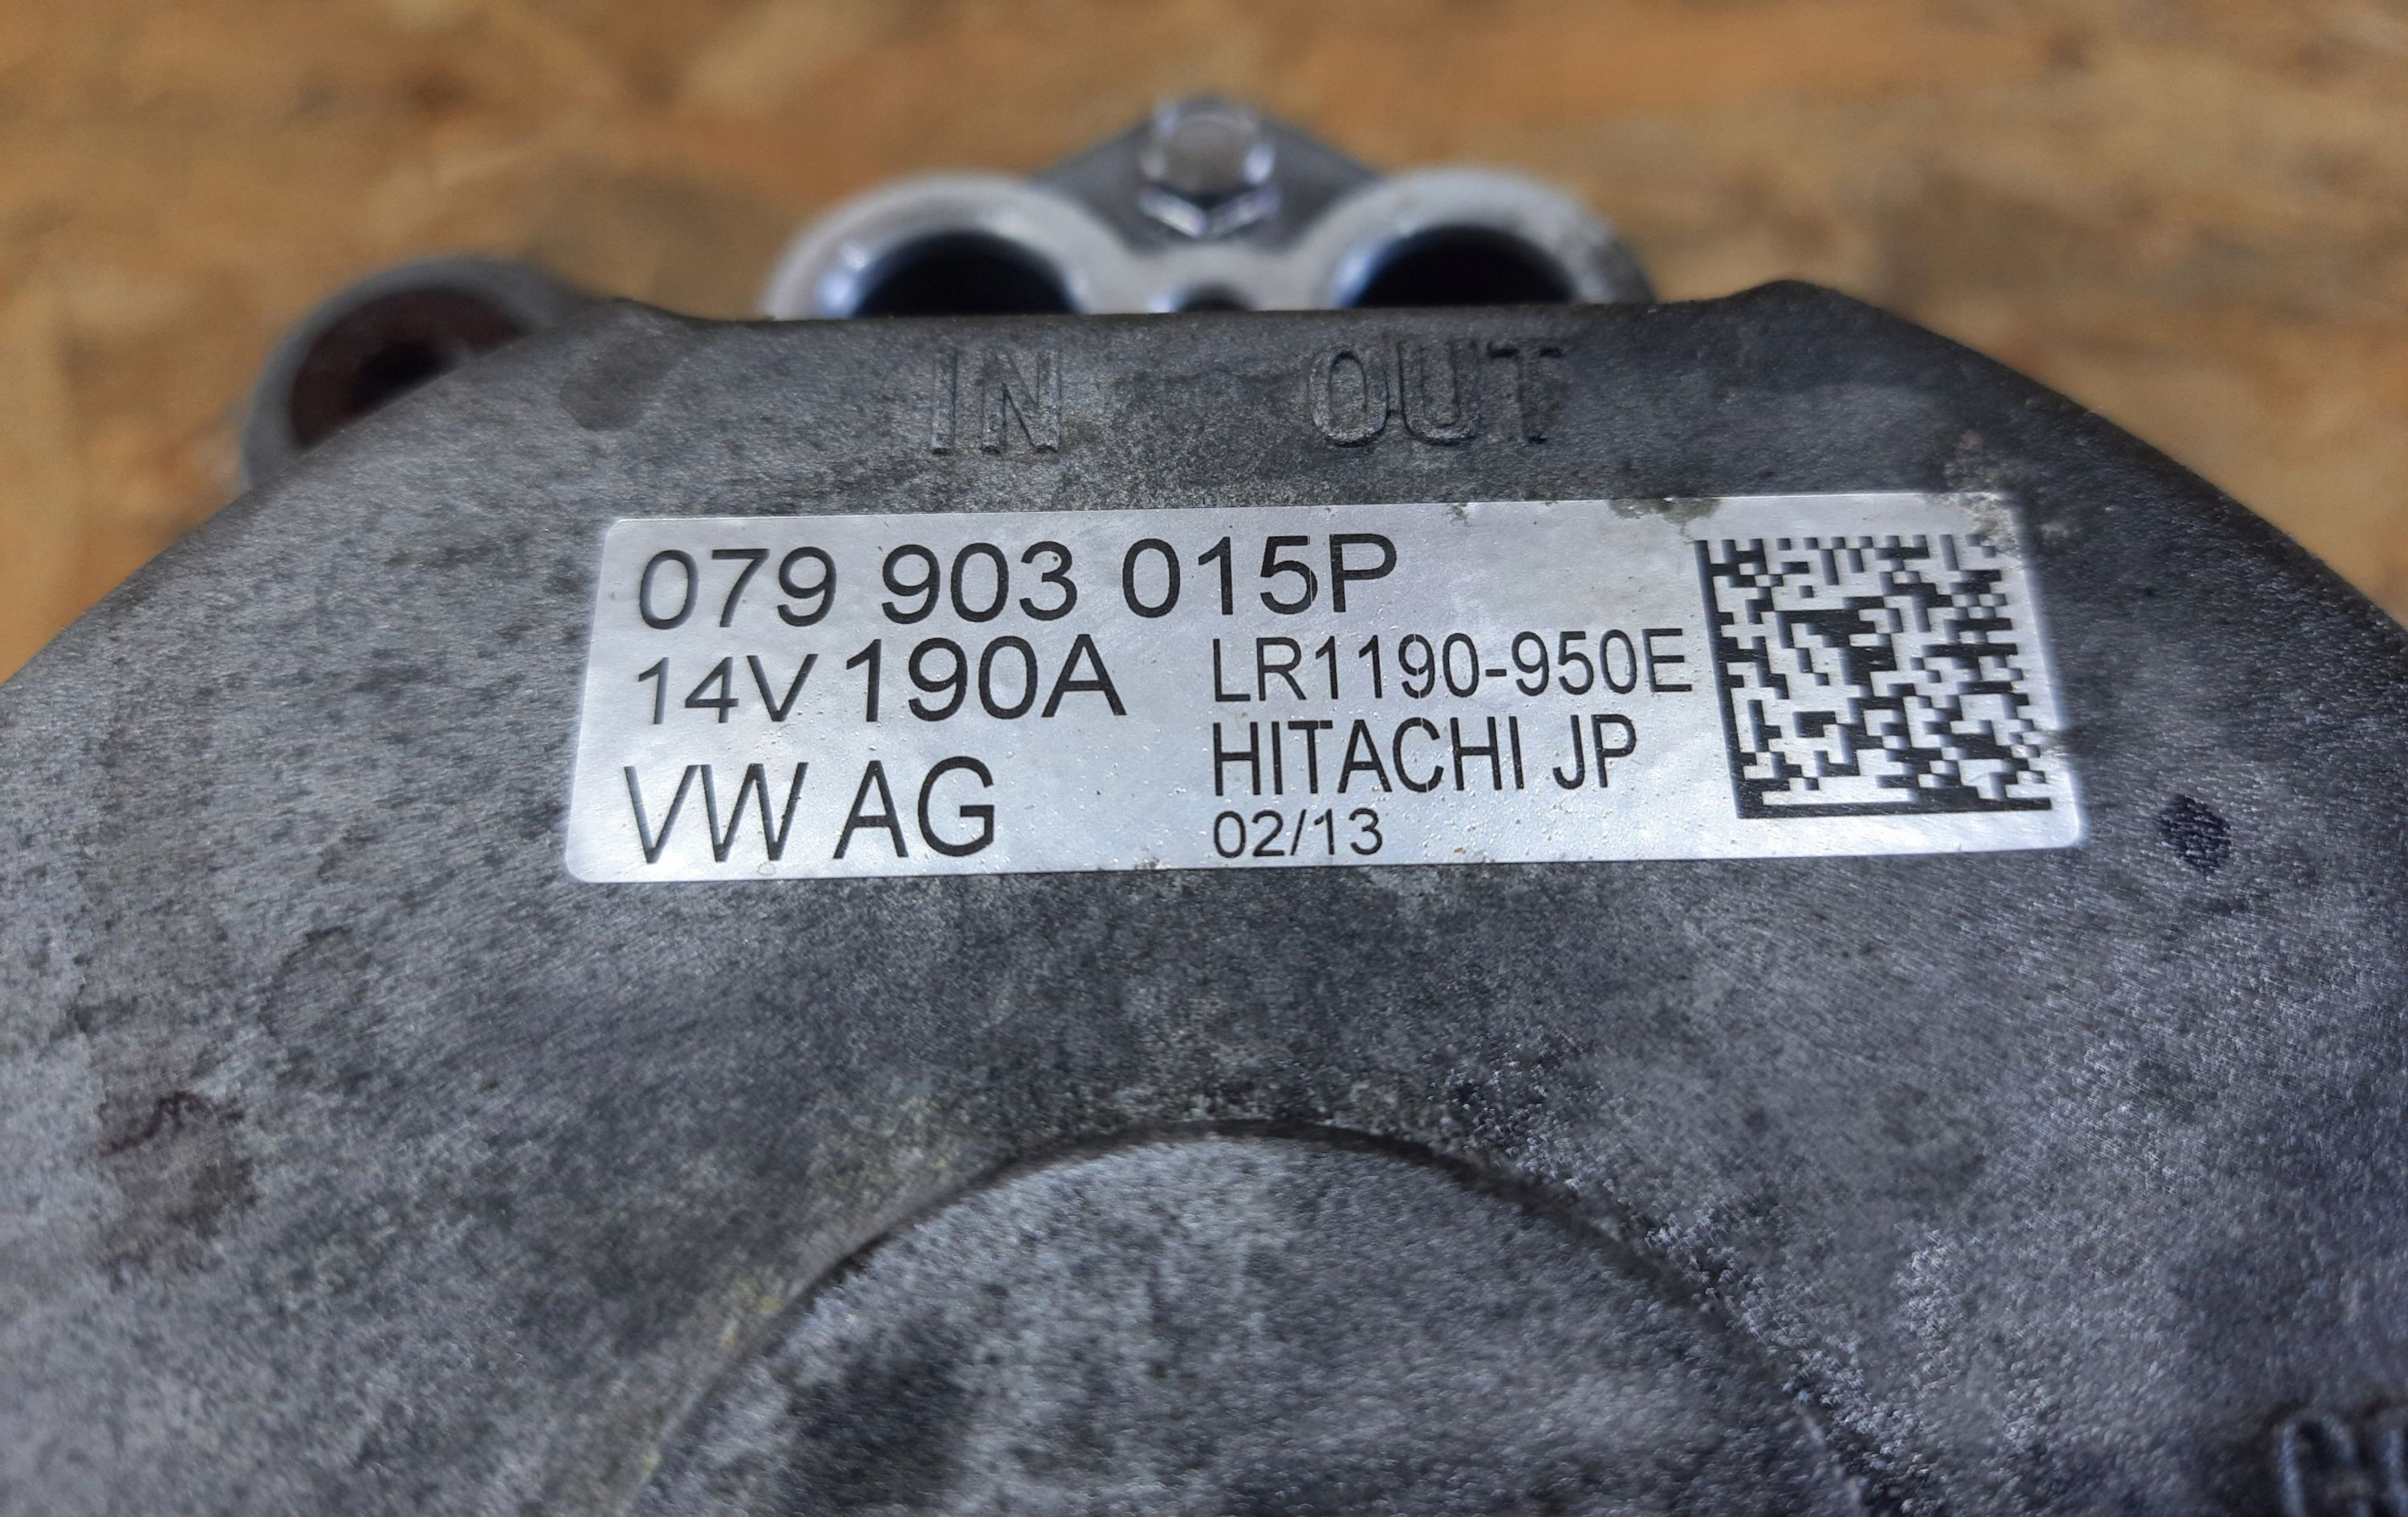 IN OUT
079 903 015P
14V 190A LR1190-950E
VW AG HITACHI JP
02/13